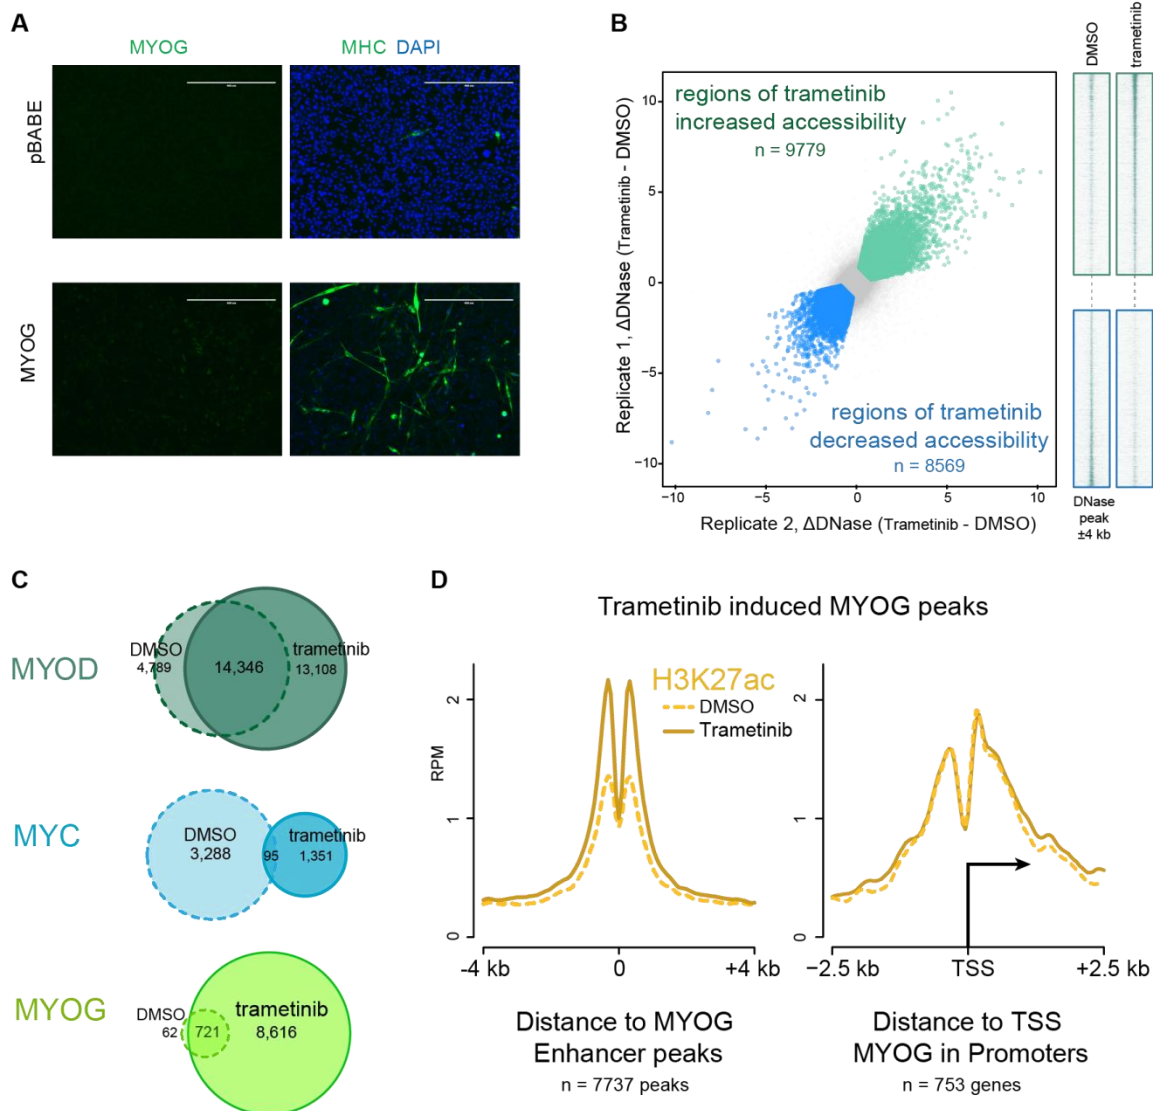 A
MYOG
MHC DAPI
pBABE
MYOG
B
DMSO
trametinib
regions of trametinib
increased accessibility
n = 9779
regions of trametinib
decreased accessibility
n = 8569
10
5
0
−5
−10
Replicate 1, ΔDNase (Trametinib - DMSO)
−10
−5
0
5
10
Replicate 2, ΔDNase (Trametinib - DMSO)
DNase
peak
±4 kb
C
MYOD
DMSO
4,789
14,346
trametinib
13,108
MYC
DMSO
3,288
95
trametinib
1,351
MYOG
DMSO
62
721
trametinib
8,616
D
Trametinib induced MYOG peaks
H3K27ac
DMSO
Trametinib
RPM
2
1
0
-4 kb
0
+4 kb
Distance to MYOG
Enhancer peaks
n = 7737 peaks
2
1
0
−2.5 kb
TSS
+2.5 kb
Distance to TSS
MYOG in Promoters
n = 753 genes